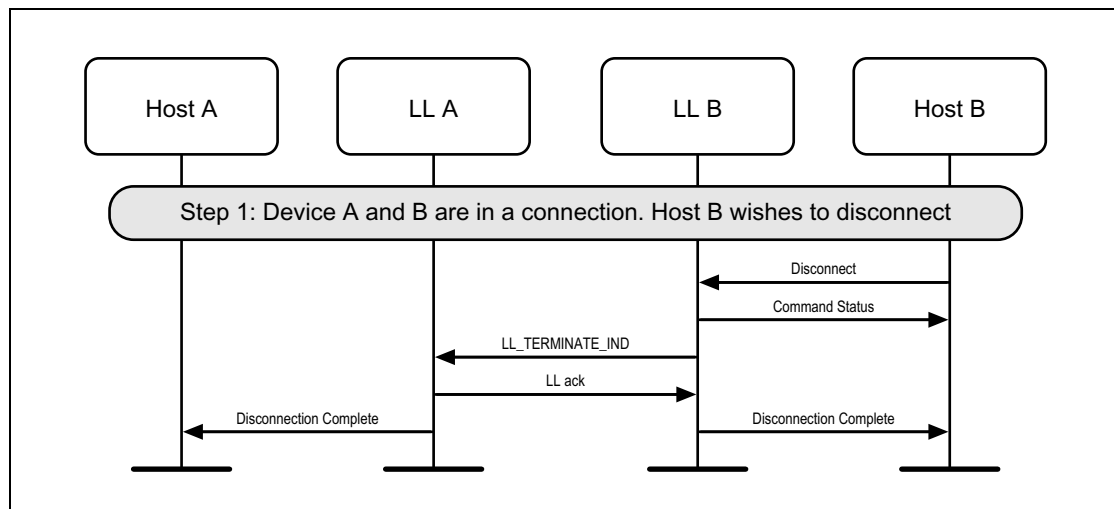 Host A
LL A
LL B
Host B
Step 1: Device A and B are in a connection. Host B wishes to disconnect
Disconnect
Command Status
LL_TERMINATE_IND
LL ack
Disconnection Complete
Disconnection Complete